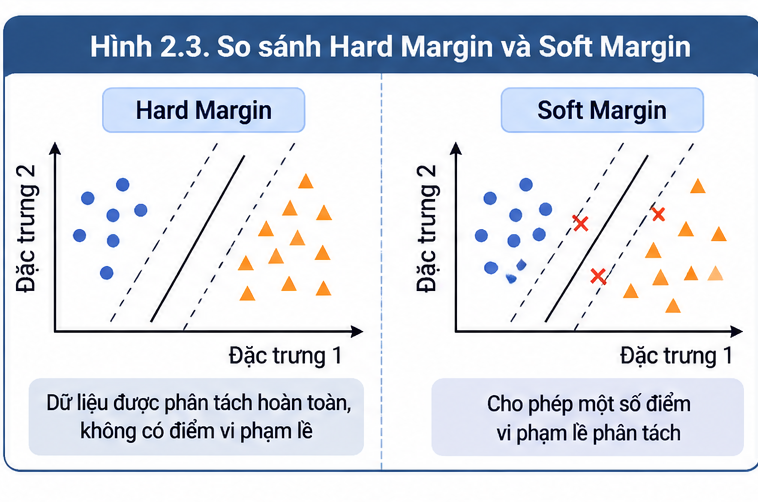 Hình 2.3. So sánh Hard Margin và Soft Margin
Hard Margin
Đặc trưng 2
Đặc trưng 1
Dữ liệu được phân tách hoàn toàn,
không có điểm vi phạm lề
Soft Margin
Đặc trưng 2
Đặc trưng 1
Cho phép một số điểm
vi phạm lề phân tách